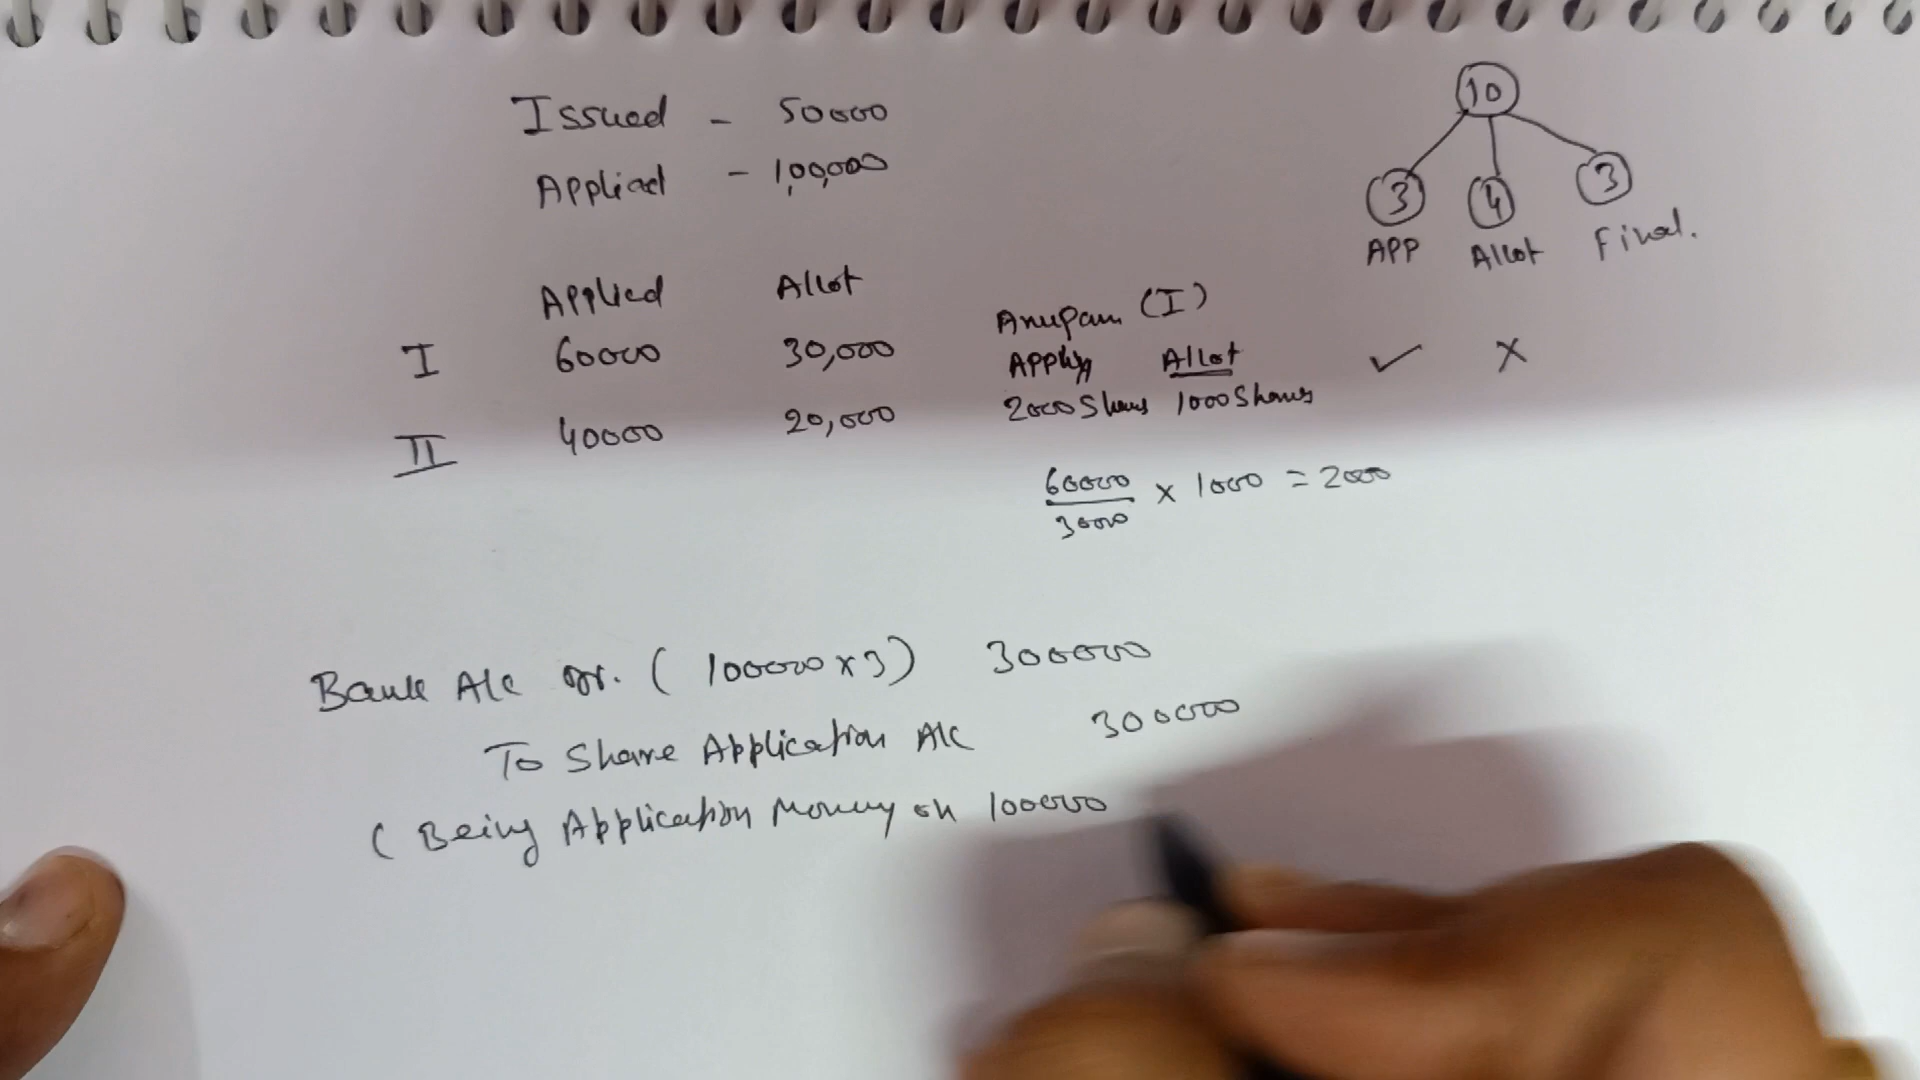 Issued - 50000
Applied - 1,00,000
10
3 4 3
APP Allot Final.
Applied Allot
I 60000 30,000
II 40000 20,000
Anupam (I)
Apply Allot ✓ ×
2000 Shares 1000 Shares
60000
3000 × 1000 = 2000
Bank A/c Dr. ( 100000 x 3 ) 300000
To Share Application A/c 300000
( Being Application Money on 100000